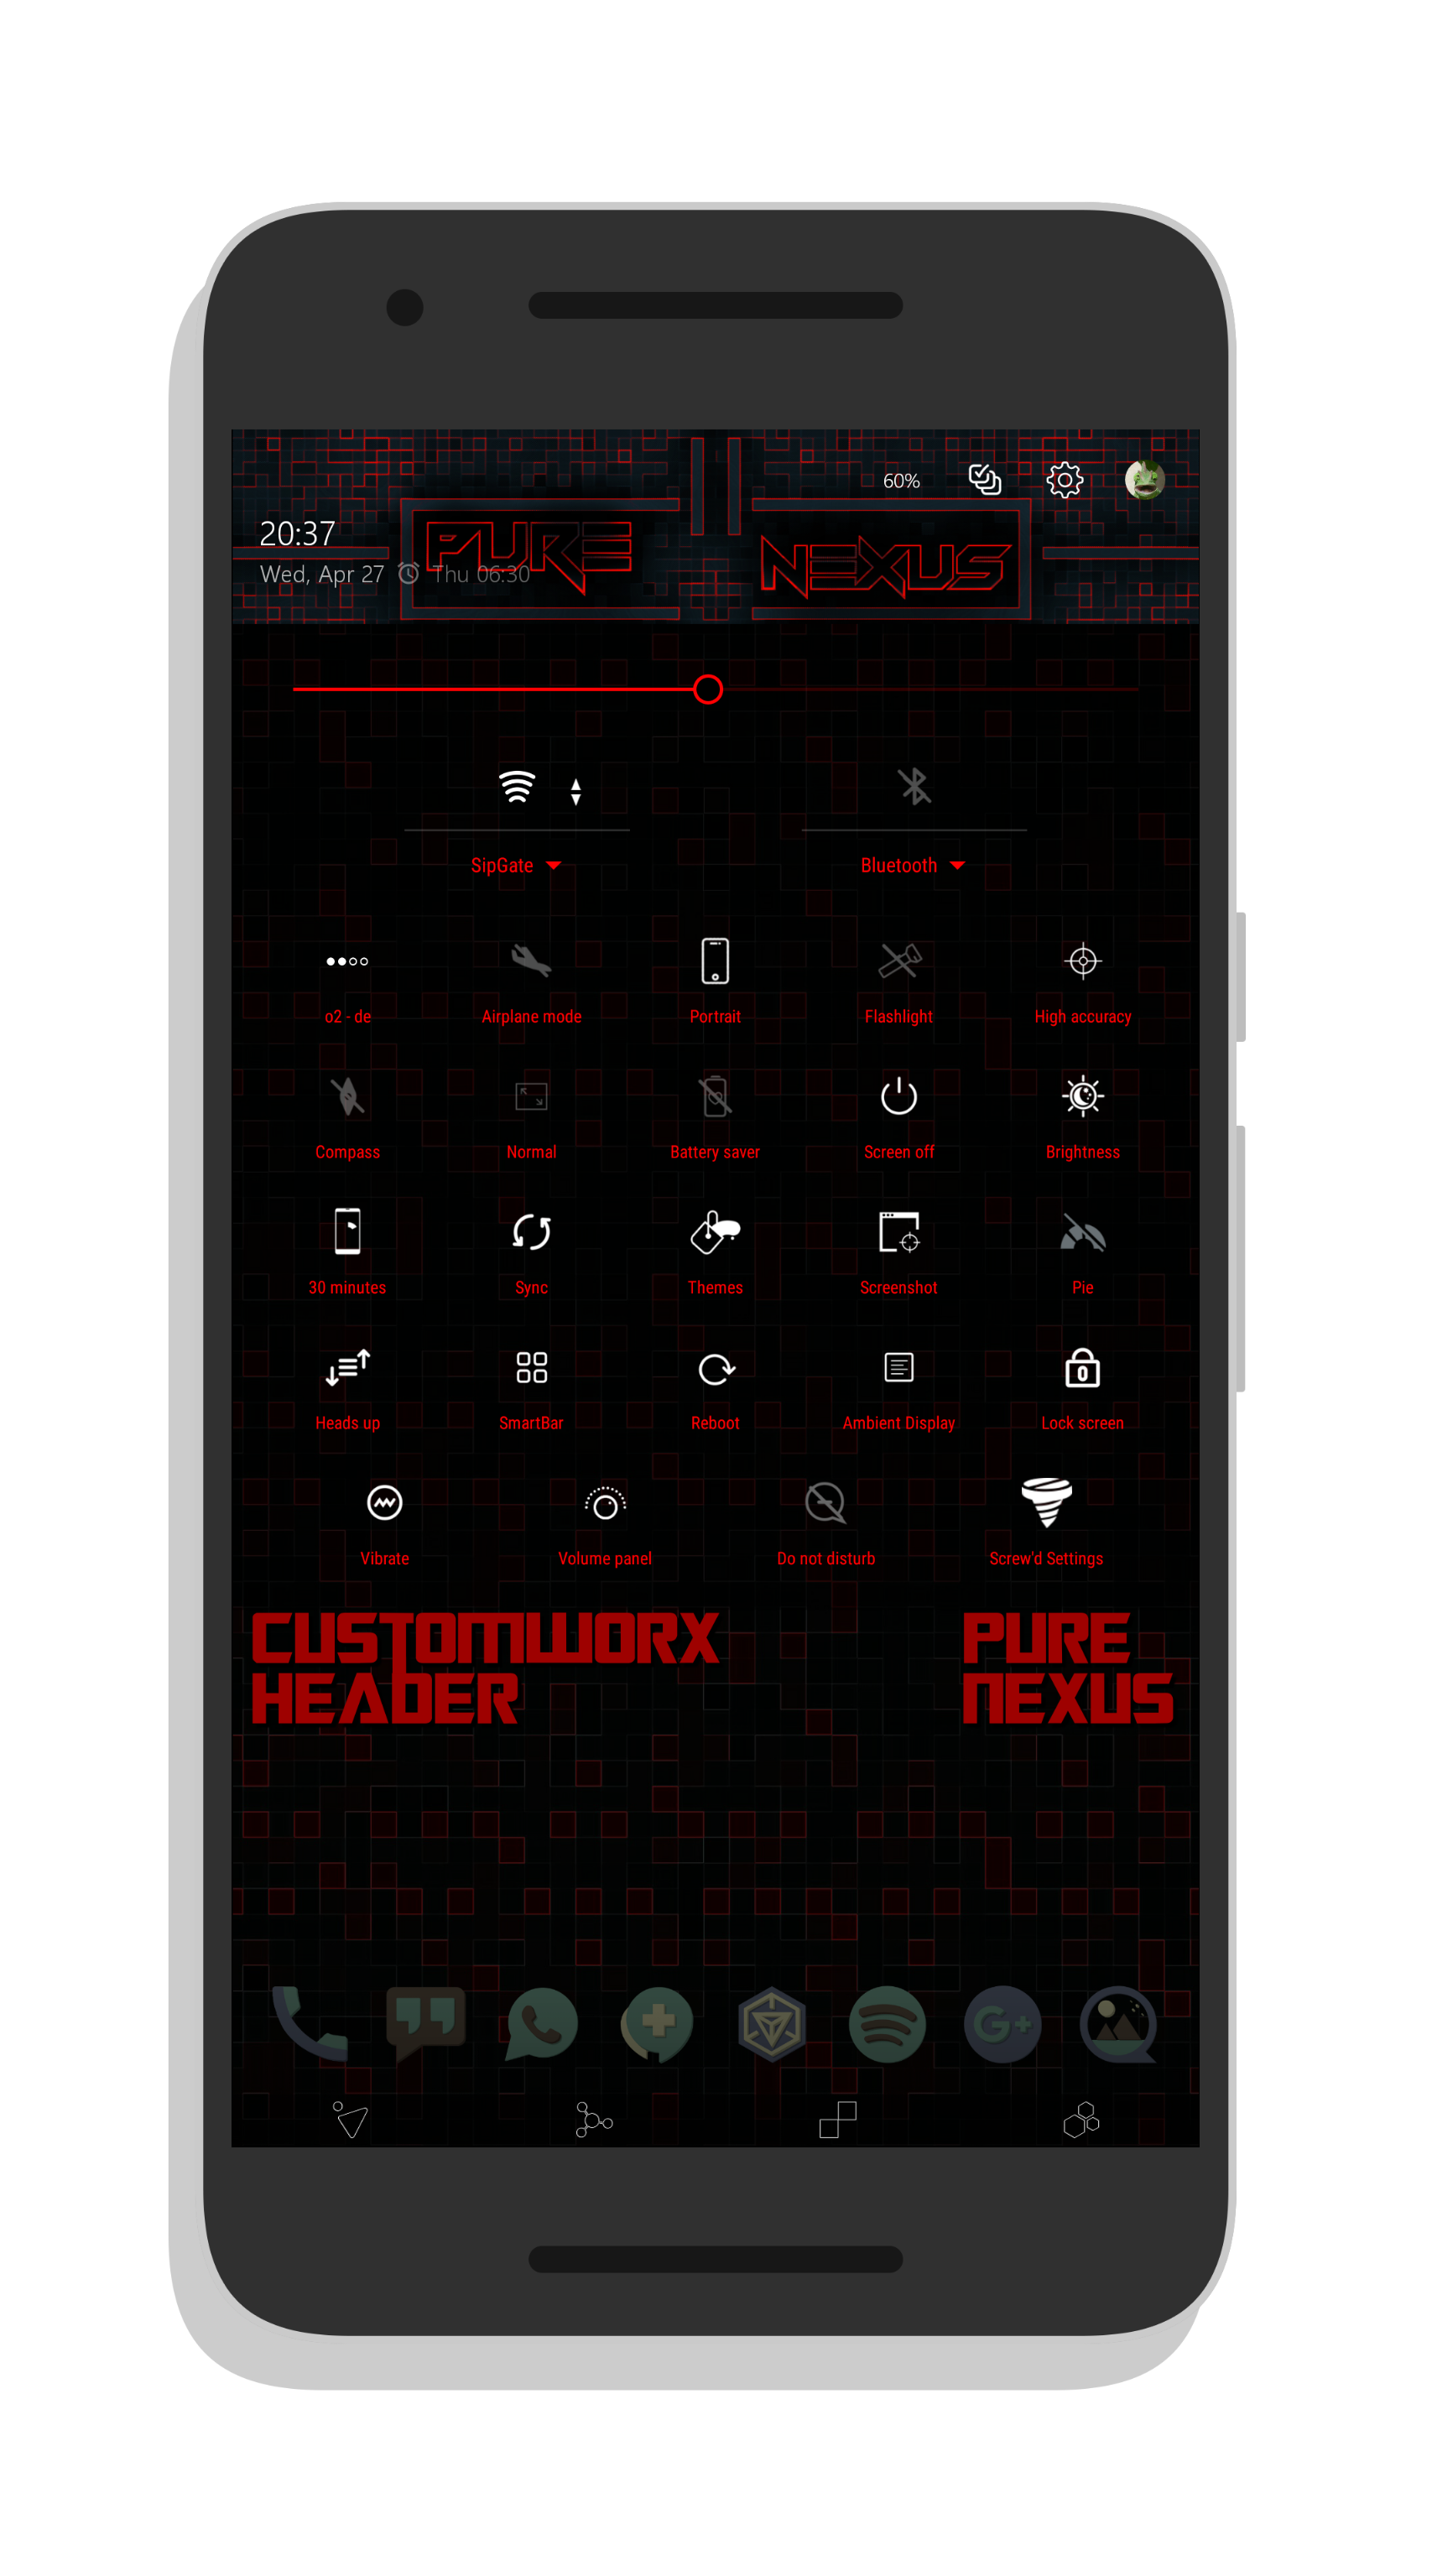 60%
20:37
PURE NEXUS
Wed, Apr 27 Thu 06:30
SipGate Bluetooth
o2 - de Airplane mode Portrait Flashlight High accuracy
Compass Normal Battery saver Screen off Brightness
30 minutes Sync Themes Screenshot Pie
Heads up SmartBar Reboot Ambient Display Lock screen
Vibrate Volume panel Do not disturb Screw'd Settings
CUSTOMWORX PURE
HEADER NEXUS
G+